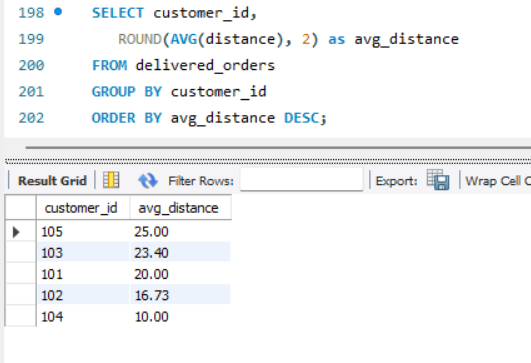 198 SELECT customer_id,
199 ROUND(AVG(distance), 2) as avg_distance
200 FROM delivered_orders
201 GROUP BY customer_id
202 ORDER BY avg_distance DESC;
Result Grid Filter Rows: Export: Wrap Cell C
customer_id avg_distance
105 25.00
103 23.40
101 20.00
102 16.73
104 10.00